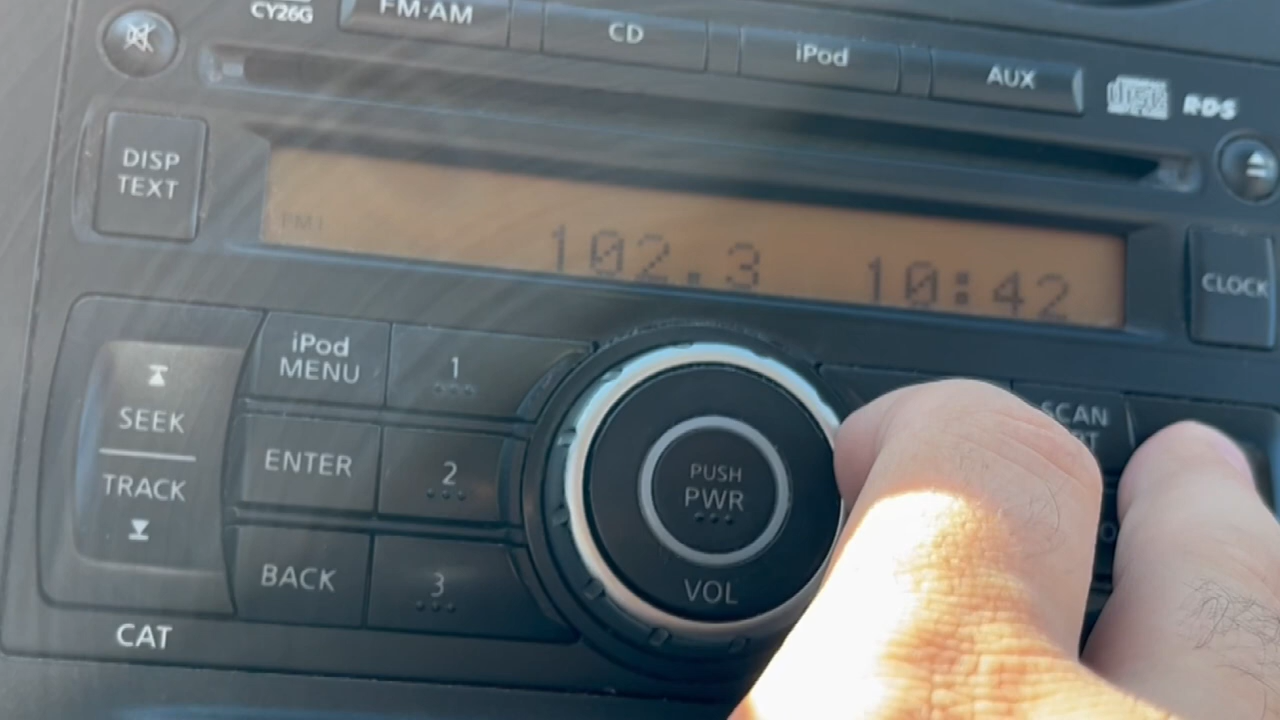 CY26G
FM·AM
CD
iPod
AUX
RDS
DISP
TEXT
FM1
102.3
10:42
CLOCK
SEEK
TRACK
CAT
iPod
MENU
ENTER
BACK
1
2
3
PUSH
PWR
VOL
SCAN